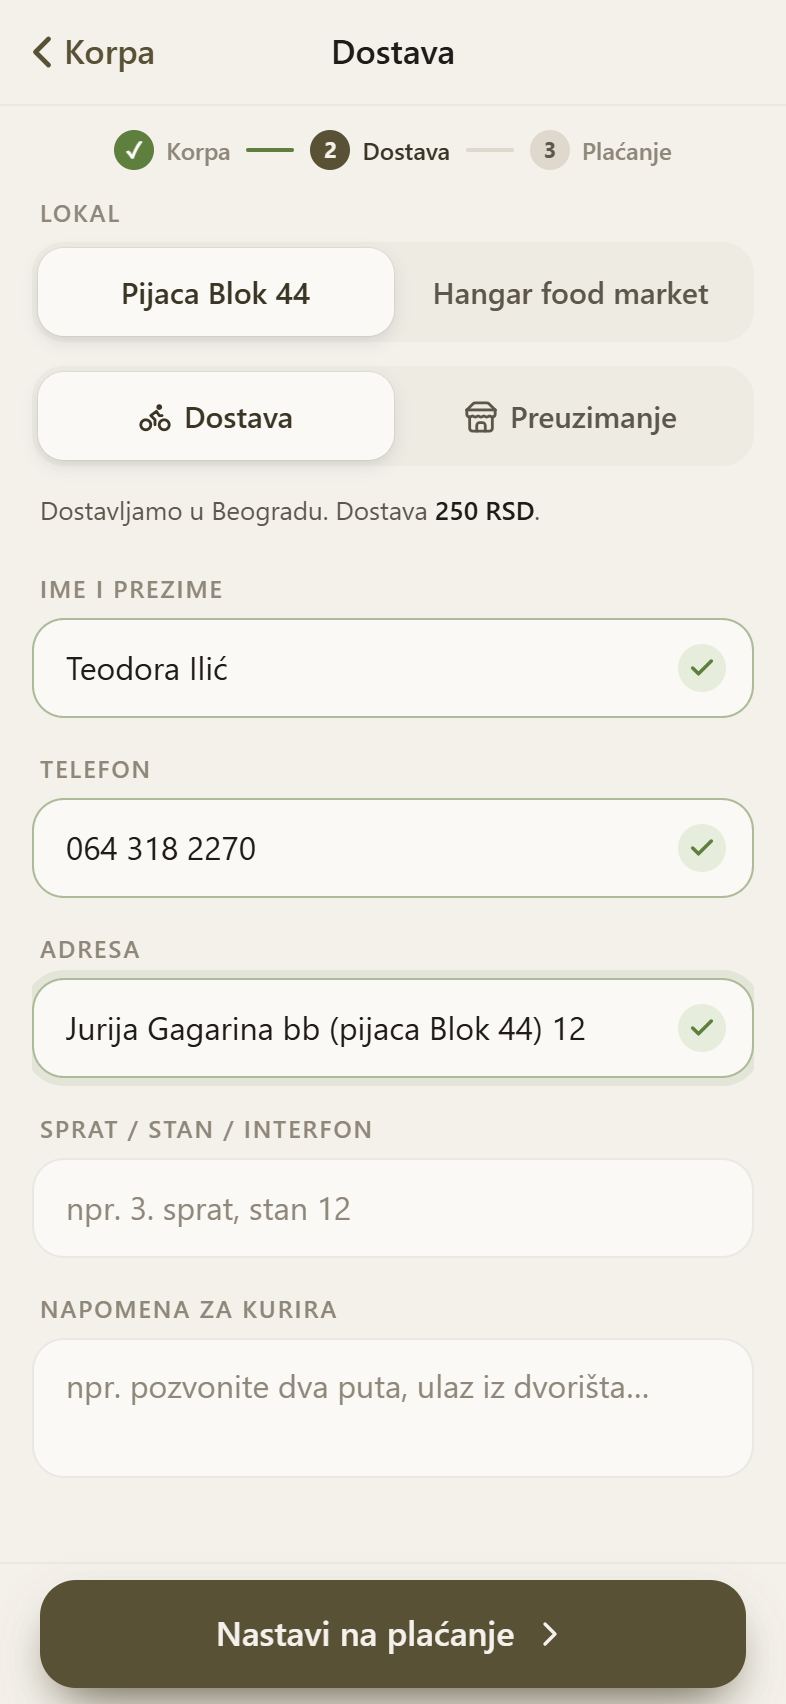 Korpa
Dostava
✓ Korpa 2 Dostava 3 Plaćanje
LOKAL
Pijaca Blok 44 Hangar food market
Dostava Preuzimanje
Dostavljamo u Beogradu. Dostava 250 RSD.
IME I PREZIME
Teodora Ilić
TELEFON
064 318 2270
ADRESA
Jurija Gagarina bb (pijaca Blok 44) 12
SPRAT / STAN / INTERFON
npr. 3. sprat, stan 12
NAPOMENA ZA KURIRA
npr. pozvonite dva puta, ulaz iz dvorišta...
Nastavi na plaćanje